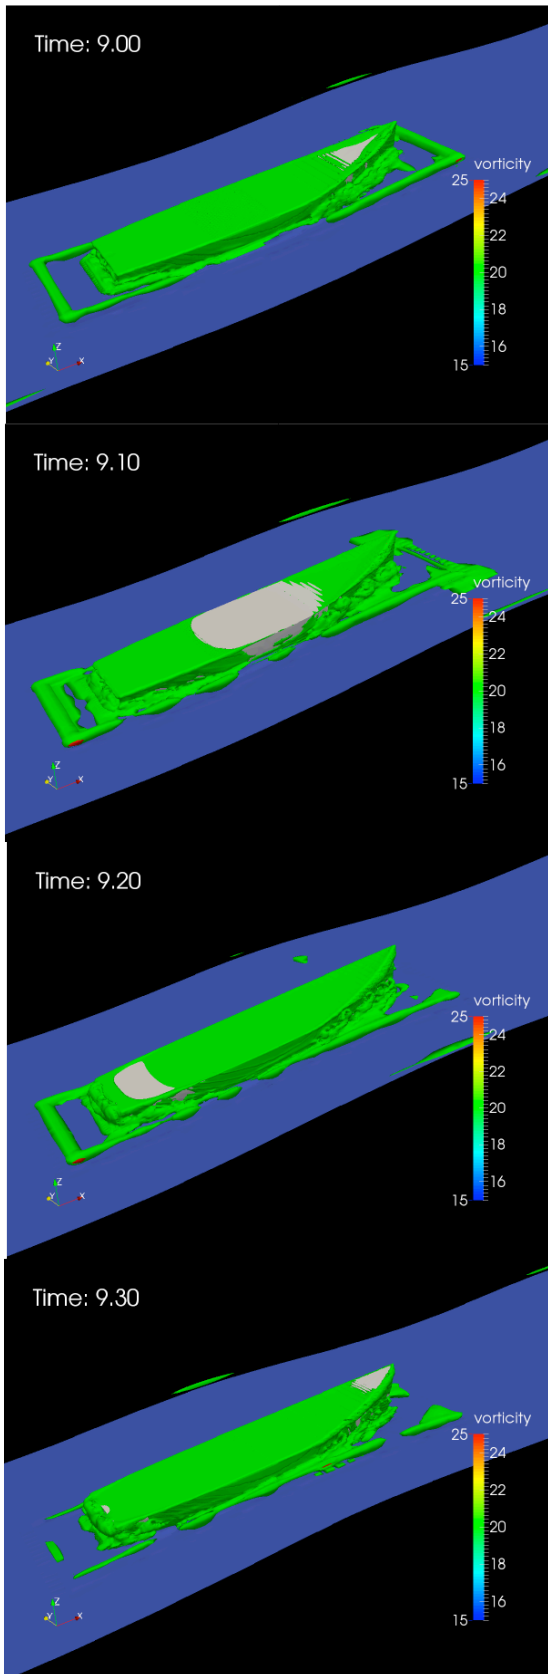 Time: 9.00
vorticity
25
24
22
20
18
16
15
Z
Y
X
Time: 9.10
vorticity
25
24
22
20
18
16
15
Z
Y
X
Time: 9.20
vorticity
25
24
22
20
18
16
15
Z
Y
X
Time: 9.30
vorticity
25
24
22
20
18
16
15
Z
Y
X